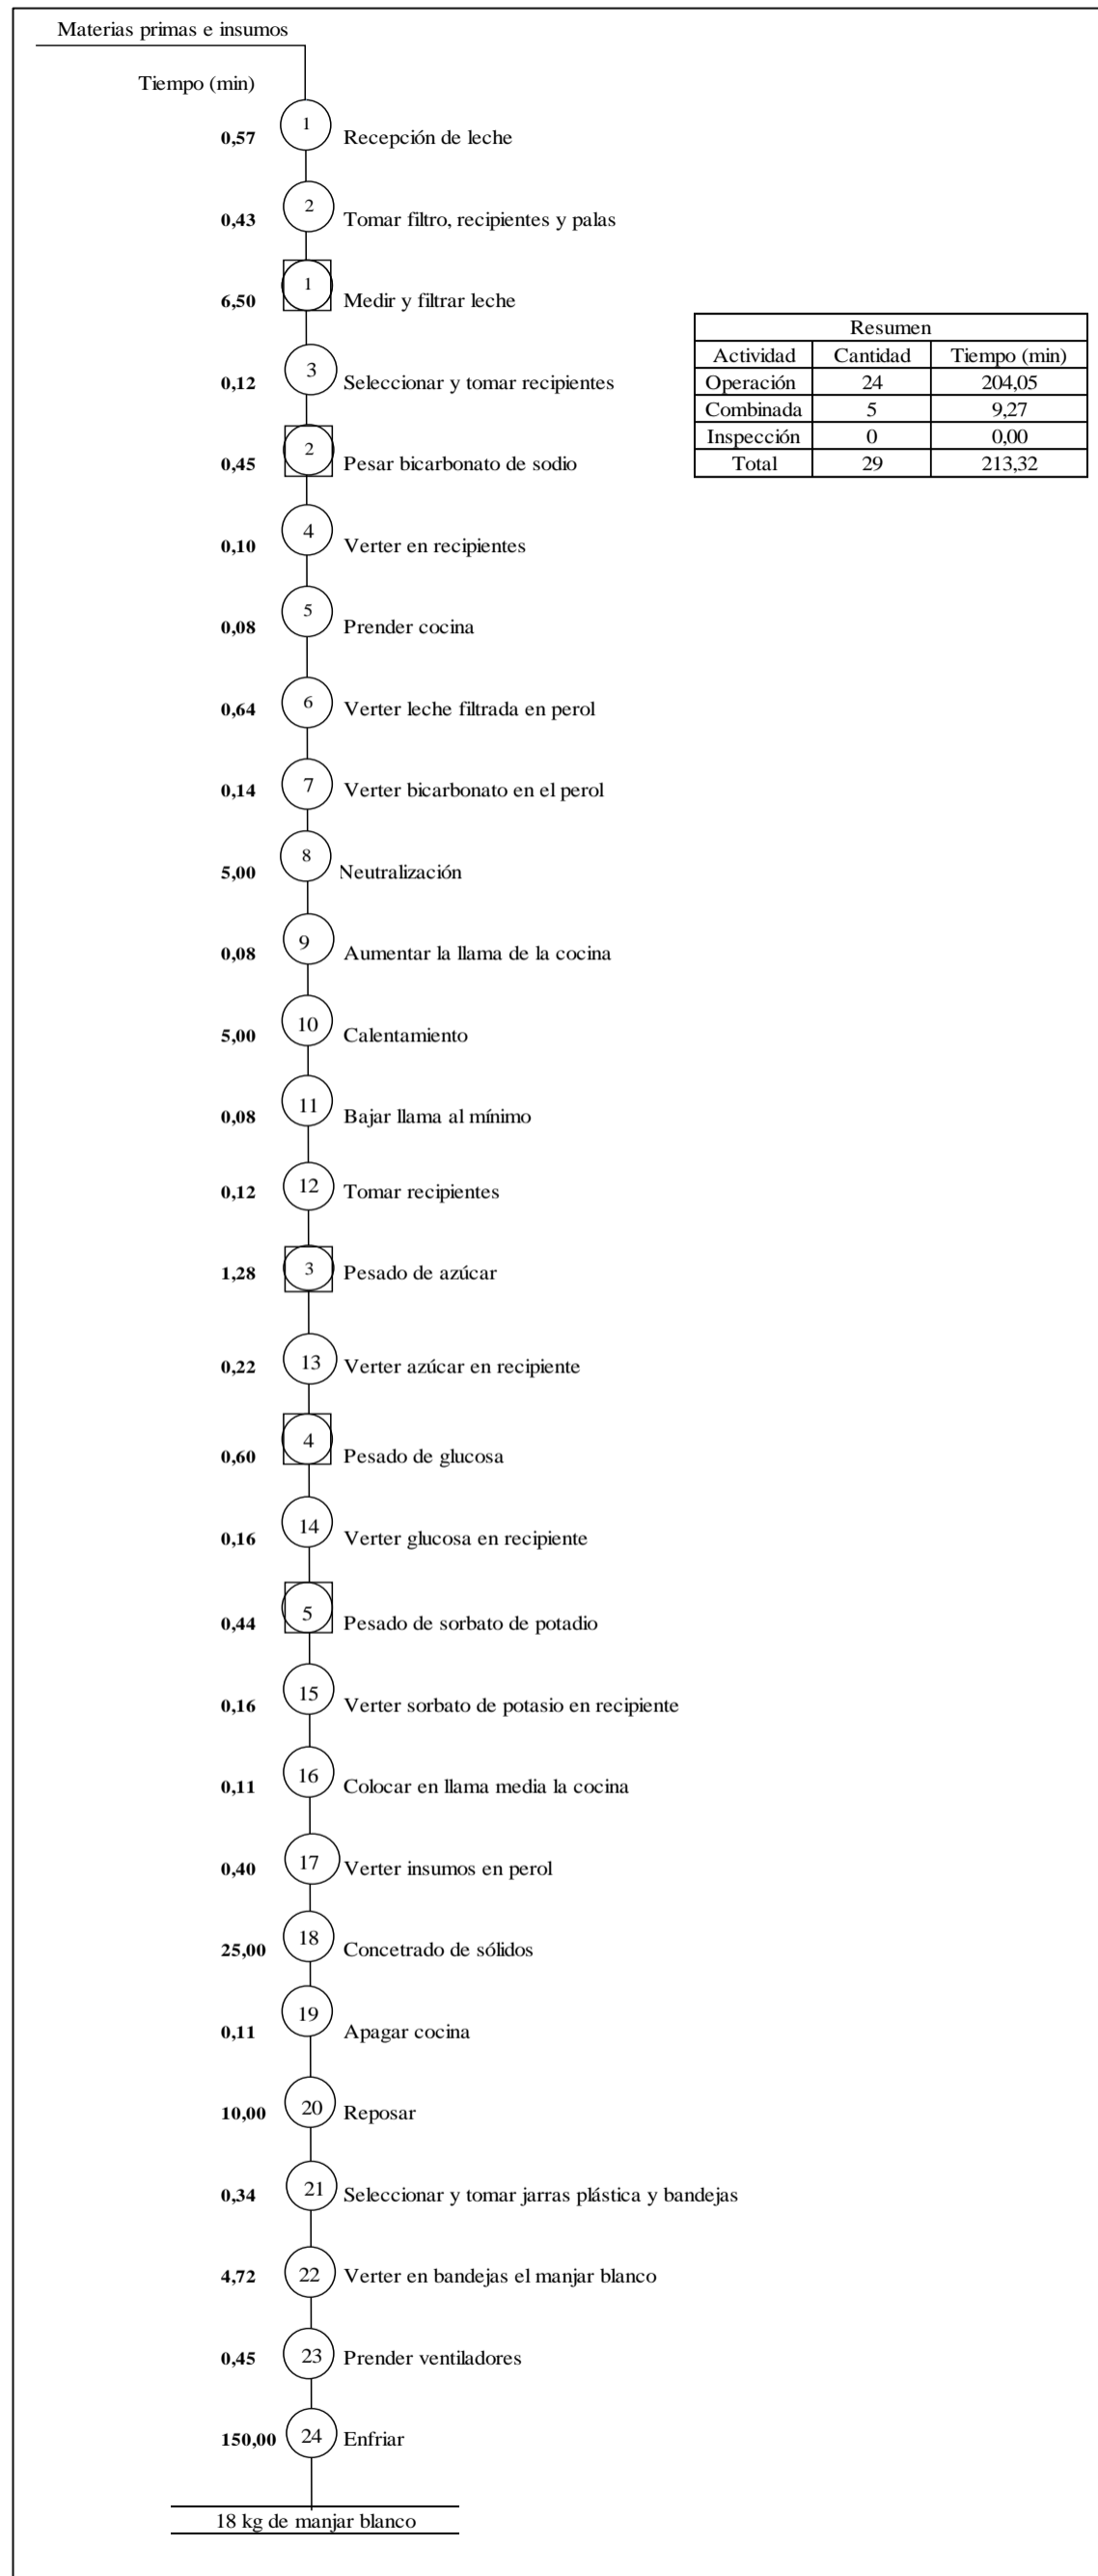 Materias primas e insumos
Tiempo (min)
0,57 1 Recepción de leche
0,43 2 Tomar filtro, recipientes y palas
6,50 1 Medir y filtrar leche
Resumen
Actividad Cantidad Tiempo (min)
Operación 24 204,05
Combinada 5 9,27
Inspección 0 0,00
Total 29 213,32
0,12 3 Seleccionar y tomar recipientes
0,45 2 Pesar bicarbonato de sodio
0,10 4 Verter en recipientes
0,08 5 Prender cocina
0,64 6 Verter leche filtrada en perol
0,14 7 Verter bicarbonato en el perol
5,00 8 Neutralización
0,08 9 Aumentar la llama de la cocina
5,00 10 Calentamiento
0,08 11 Bajar llama al mínimo
0,12 12 Tomar recipientes
1,28 3 Pesado de azúcar
0,22 13 Verter azúcar en recipiente
0,60 4 Pesado de glucosa
0,16 14 Verter glucosa en recipiente
0,44 5 Pesado de sorbato de potadio
0,16 15 Verter sorbato de potasio en recipiente
0,11 16 Colocar en llama media la cocina
0,40 17 Verter insumos en perol
25,00 18 Concetrado de sólidos
0,11 19 Apagar cocina
10,00 20 Reposar
0,34 21 Seleccionar y tomar jarras plástica y bandejas
4,72 22 Verter en bandejas el manjar blanco
0,45 23 Prender ventiladores
150,00 24 Enfriar
18 kg de manjar blanco